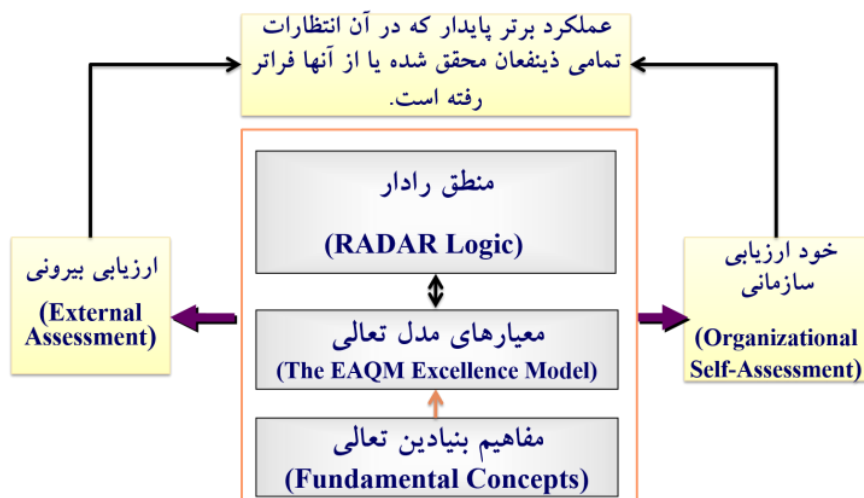 عملکرد برتر پایدار که در آن انتظارات
تمامی ذینفعان محقق شده یا از آنها فراتر
رفته است.
منطق رادار
(RADAR Logic)
خود ارزیابی
سازمانی
(Organizational
Self-Assessment)
ارزیابی بیرونی
(External
Assessment)
معیارهای مدل تعالی
(The EAQM Excellence Model)
مفاهیم بنیادین تعالی
(Fundamental Concepts)